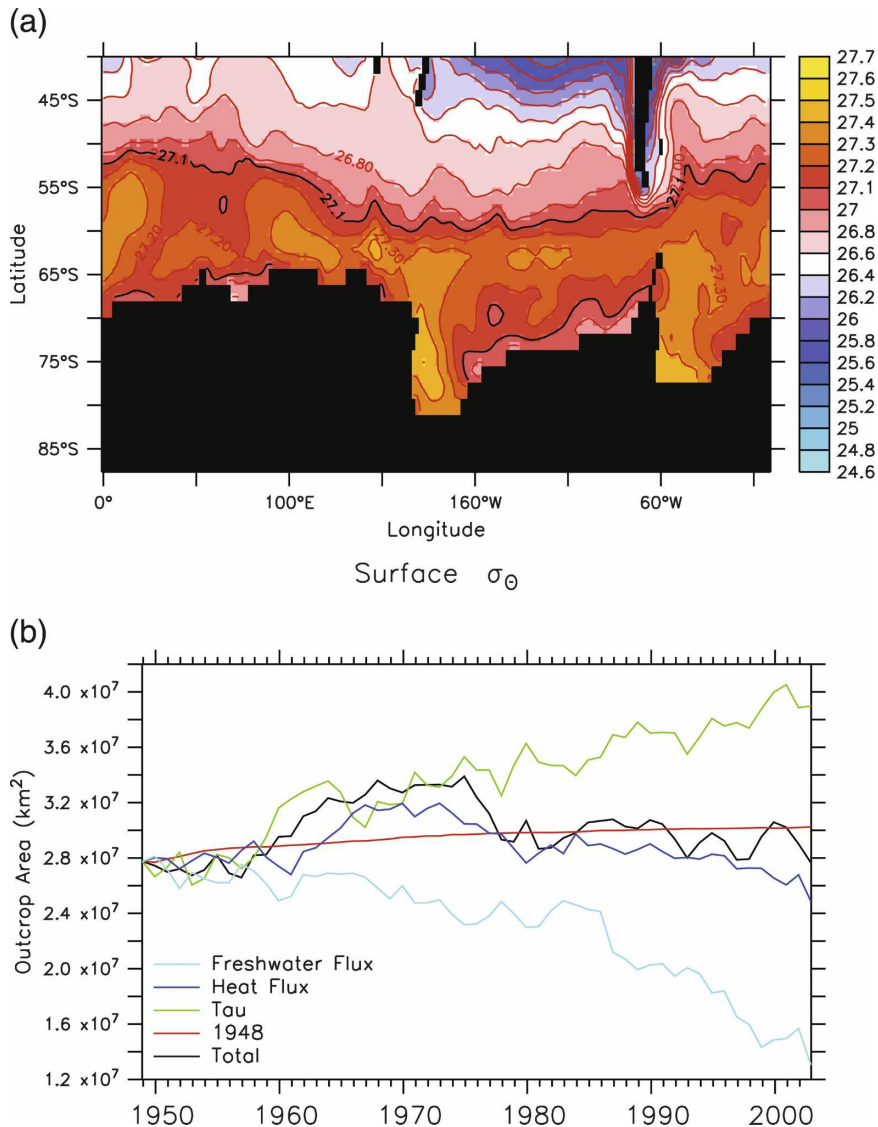 (a)
45°S
55°S
65°S
75°S
85°S
Latitude
0°
100°E
160°W
60°W
Longitude
27.1
27.1
26.80
27.1
27.20
27.20
27.30
27.30
27.7
27.6
27.5
27.4
27.3
27.2
27.1
27
26.8
26.6
26.4
26.2
26
25.8
25.6
25.4
25.2
25
24.8
24.6
Surface σΘ
(b)
4.0 x10⁷
3.6 x10⁷
3.2 x10⁷
2.8 x10⁷
2.4 x10⁷
2.0 x10⁷
1.6 x10⁷
1.2 x10⁷
Outcrop Area (km²)
Freshwater Flux
Heat Flux
Tau
1948
Total
1950
1960
1970
1980
1990
2000